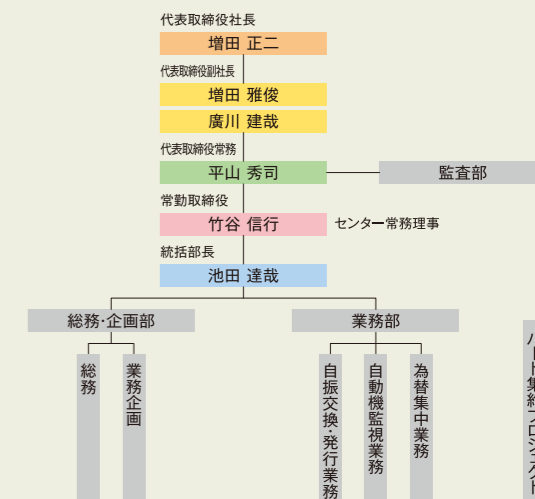 代表取締役社長
増田 正二
代表取締役副社長
増田 雅俊
廣川 建哉
代表取締役常務
平山 秀司
監査部
常勤取締役
竹谷 信行
センター常務理事
統括部長
池田 達哉
総務・企画部
業務部
総務
業務企画
自振交換・発行業務
自動機監視業務
為替集中業務